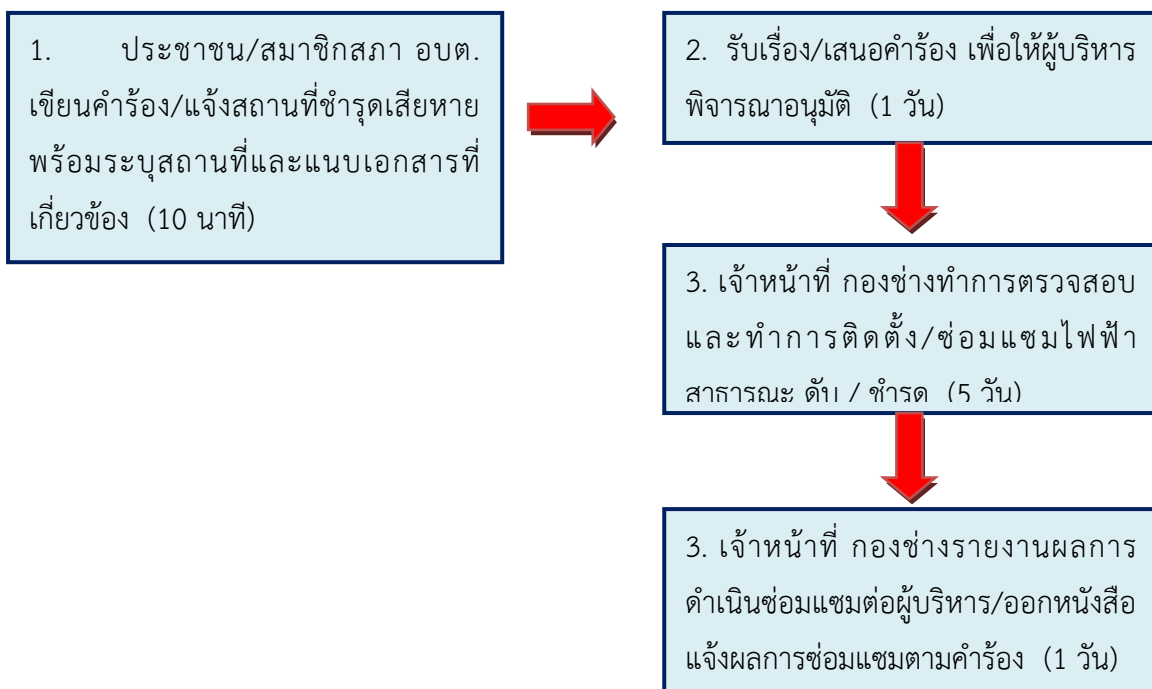 1. ประชาชน/สมาชิกสภา อบต.
เขียนคำร้อง/แจ้งสถานที่ชำรุดเสียหาย
พร้อมระบุสถานที่และแนบเอกสารที่
เกี่ยวข้อง (10 นาที)
2. รับเรื่อง/เสนอคำร้อง เพื่อให้ผู้บริหาร
พิจารณาอนุมัติ (1 วัน)
3. เจ้าหน้าที่ กองช่างทำการตรวจสอบ
และทำการติดตั้ง/ซ่อมแซมไฟฟ้า
สาธารณะ ดับ / ชำรุด (5 วัน)
3. เจ้าหน้าที่ กองช่างรายงานผลการ
ดำเนินซ่อมแซมต่อผู้บริหาร/ออกหนังสือ
แจ้งผลการซ่อมแซมตามคำร้อง (1 วัน)